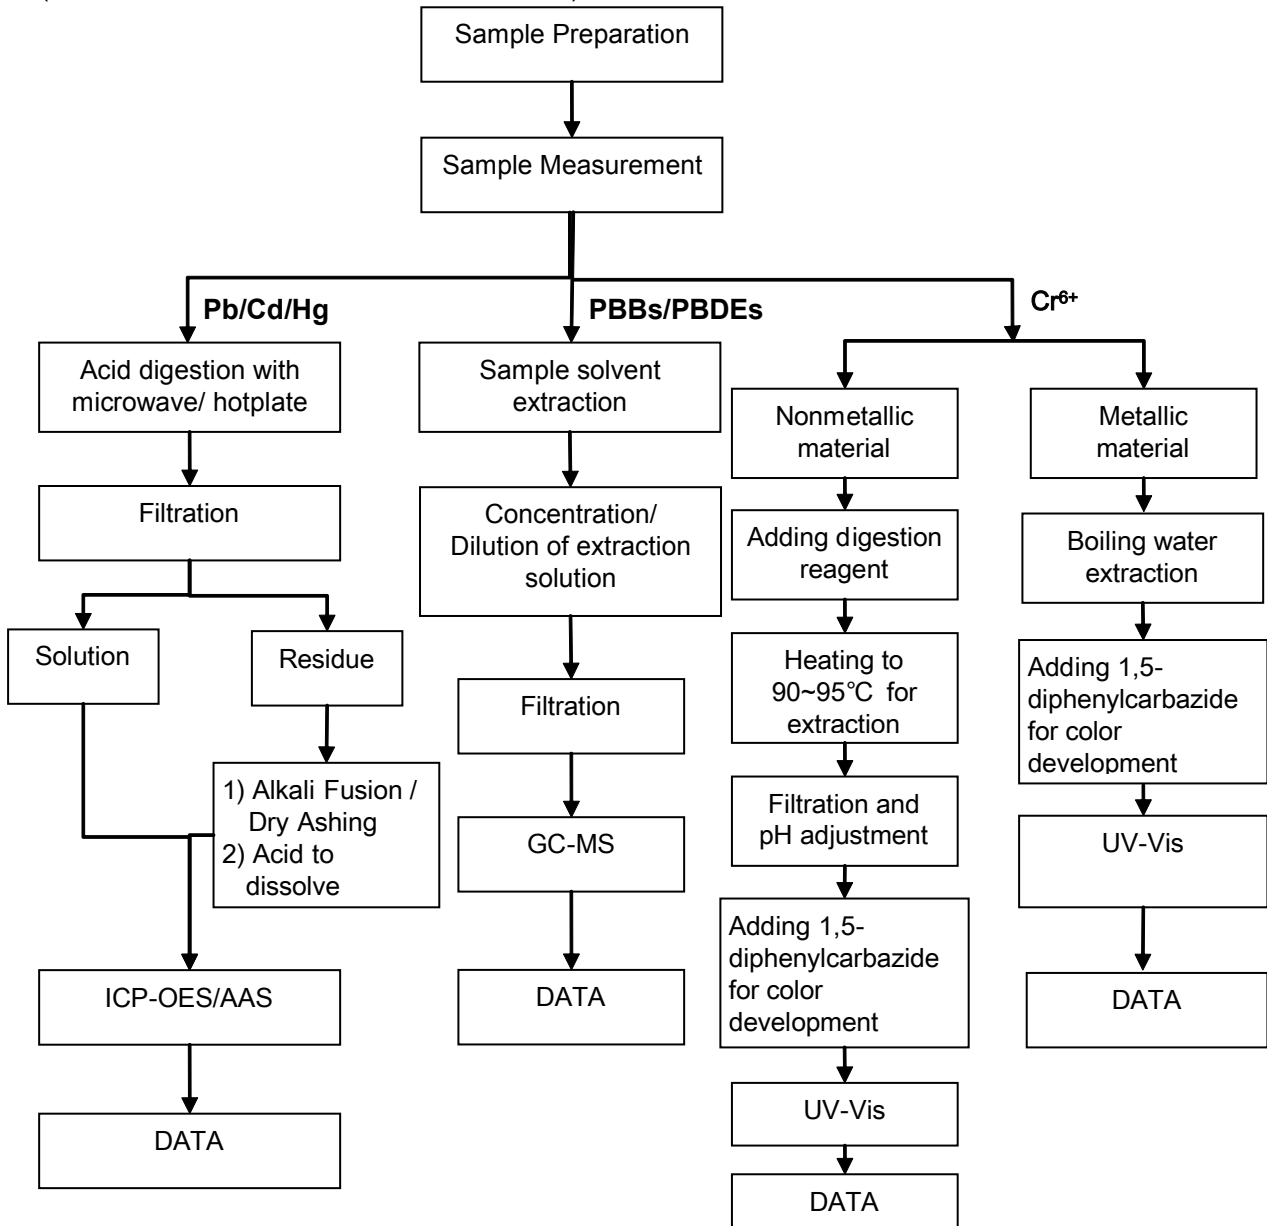 Sample Preparation
Sample Measurement
Pb/Cd/Hg
PBBs/PBDEs
Cr⁶⁺
Acid digestion with
microwave/ hotplate
Filtration
Solution
Residue
1) Alkali Fusion /
Dry Ashing
2) Acid to
dissolve
ICP-OES/AAS
DATA
Sample solvent
extraction
Concentration/
Dilution of extraction
solution
Filtration
GC-MS
DATA
Nonmetallic
material
Adding digestion
reagent
Heating to
90~95℃ for
extraction
Filtration and
pH adjustment
Adding 1,5-
diphenylcarbazide
for color
development
UV-Vis
DATA
Metallic
material
Boiling water
extraction
Adding 1,5-
diphenylcarbazide
for color
development
UV-Vis
DATA